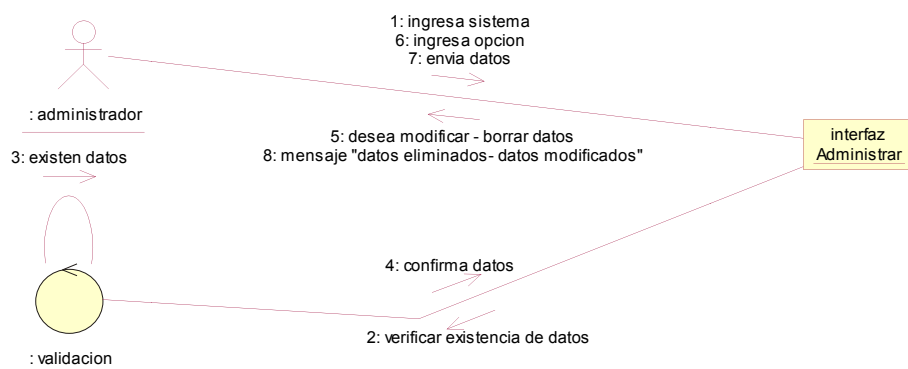 1: ingresa sistema
6: ingresa opcion
7: envia datos
: administrador
5: desea modificar - borrar datos
8: mensaje "datos eliminados- datos modificados"
interfaz
Administrar
3: existen datos
4: confirma datos
2: verificar existencia de datos
: validacion